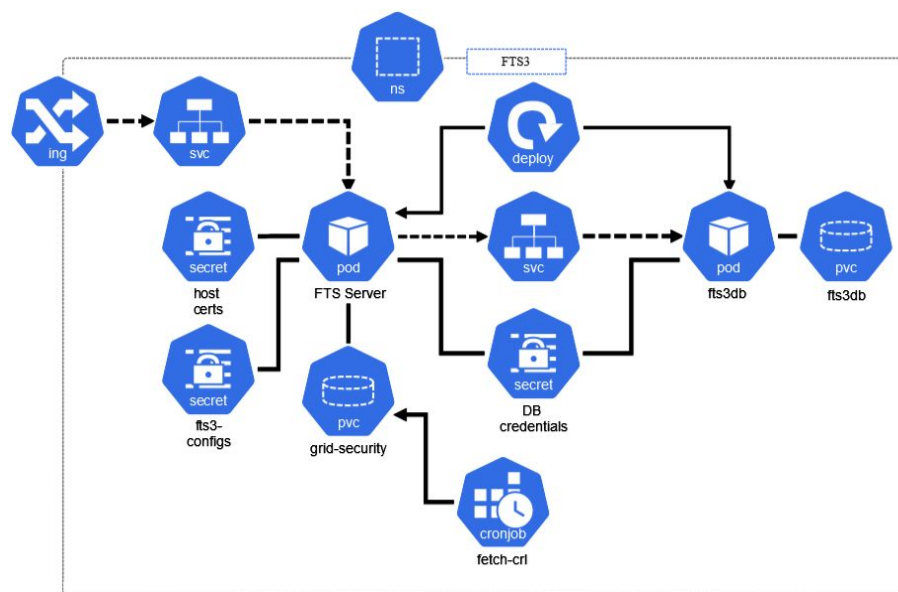 FTS3
ns
ing
svc
deploy
secret
host
certs
pod
FTS Server
svc
pod
fts3db
pvc
fts3db
secret
fts3-
configs
pvc
grid-security
secret
DB
credentials
cronjob
fetch-crl